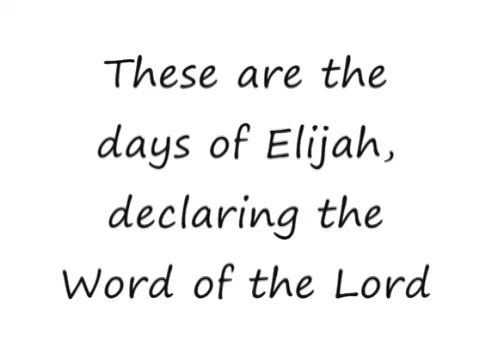 These are the
days of Elijah,
declaring the
Word of the Lord